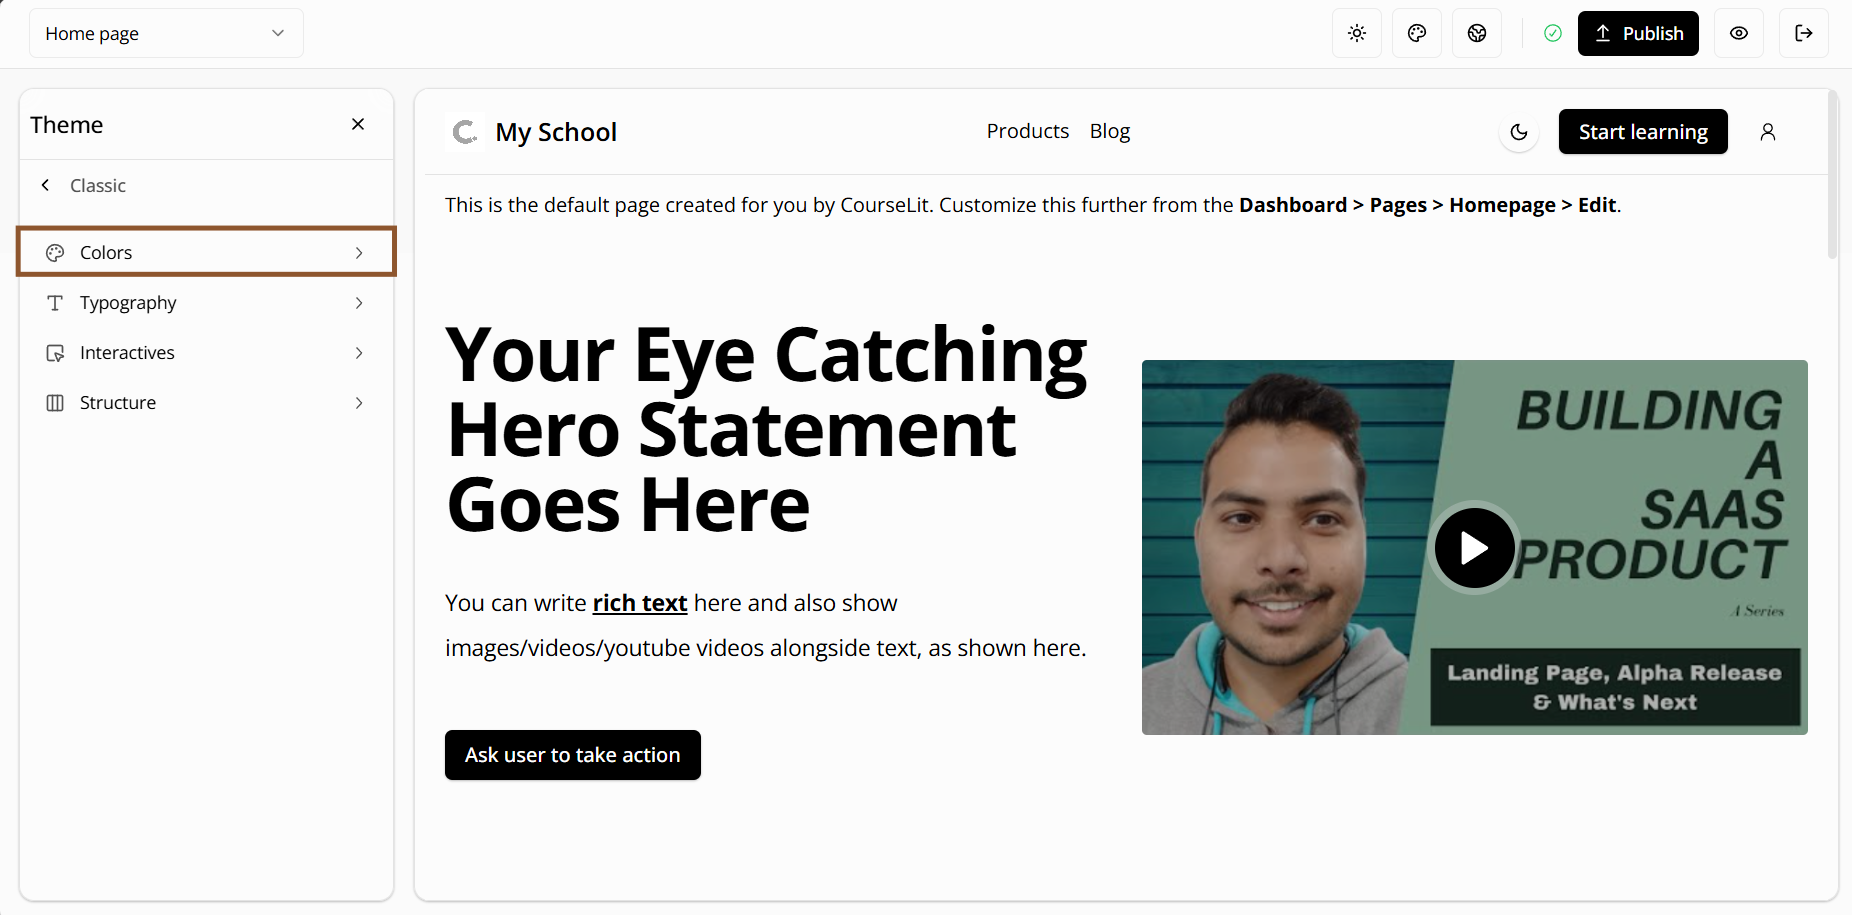 Home page
Publish
Theme
Classic
Colors
Typography
Interactives
Structure
My School
Products
Blog
Start learning
This is the default page created for you by CourseLit. Customize this further from the Dashboard > Pages > Homepage > Edit.
Your Eye Catching
Hero Statement
Goes Here
You can write rich text here and also show
images/videos/youtube videos alongside text, as shown here.
Ask user to take action
BUILDING
A
SAAS
PRODUCT
A Series
Landing Page, Alpha Release
& What's Next